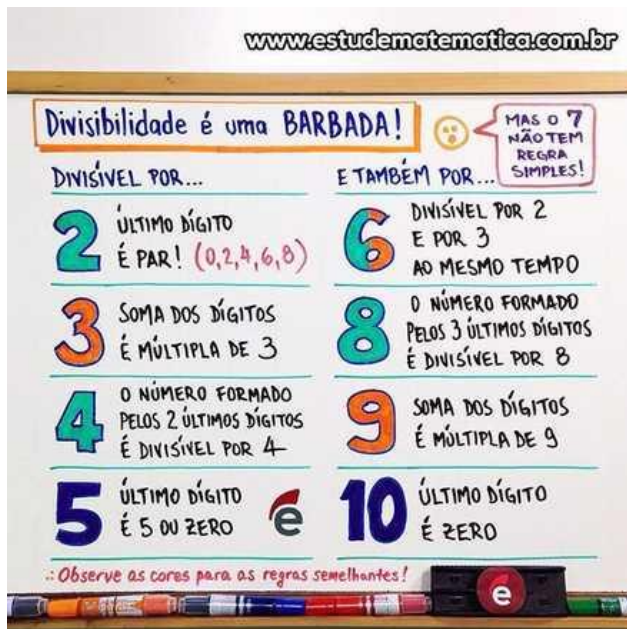 www.estudematematica.com.br
Divisibilidade é uma BARBADA!
MAS O 7
NÃO TEM
REGRA
SIMPLES!
DIVISÍVEL POR...
2
ÚLTIMO DÍGITO
É PAR! (0,2,4,6,8)
3
SOMA DOS DÍGITOS
É MÚLTIPLA DE 3
4
O NÚMERO FORMADO
PELOS 2 ÚLTIMOS DÍGITOS
É DIVISÍVEL POR 4
5
ÚLTIMO DÍGITO
É 5 OU ZERO
e
E TAMBÉM POR...
6
DIVISÍVEL POR 2
E POR 3
AO MESMO TEMPO
8
O NÚMERO FORMADO
PELOS 3 ÚLTIMOS DÍGITOS
É DIVISÍVEL POR 8
9
SOMA DOS DÍGITOS
É MÚLTIPLA DE 9
10
ÚLTIMO DÍGITO
É ZERO
.: Observe as cores para as regras semelhantes!
e